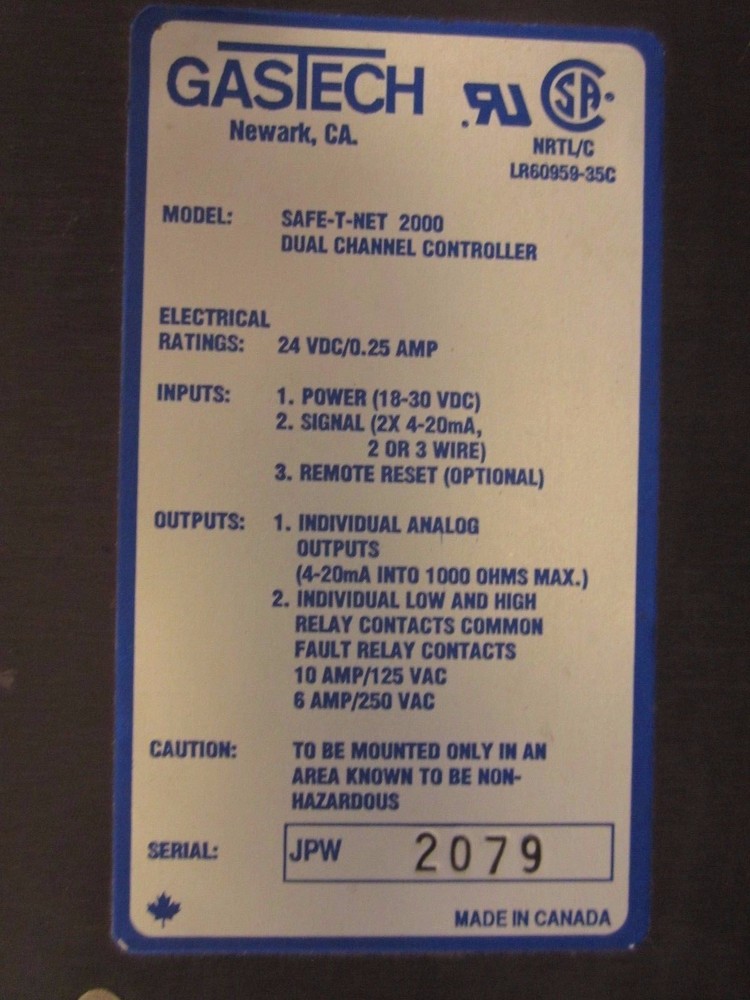 GASTECH
Newark, CA.
RU SA
NRTL/C
LR60959-35C
MODEL: SAFE-T-NET 2000
DUAL CHANNEL CONTROLLER
ELECTRICAL
RATINGS: 24 VDC/0.25 AMP
INPUTS: 1. POWER (18-30 VDC)
2. SIGNAL (2X 4-20mA,
2 OR 3 WIRE)
3. REMOTE RESET (OPTIONAL)
OUTPUTS: 1. INDIVIDUAL ANALOG
OUTPUTS
(4-20mA INTO 1000 OHMS MAX.)
2. INDIVIDUAL LOW AND HIGH
RELAY CONTACTS COMMON
FAULT RELAY CONTACTS
10 AMP/125 VAC
6 AMP/250 VAC
CAUTION: TO BE MOUNTED ONLY IN AN
AREA KNOWN TO BE NON-
HAZARDOUS
SERIAL: JPW 2079
MADE IN CANADA